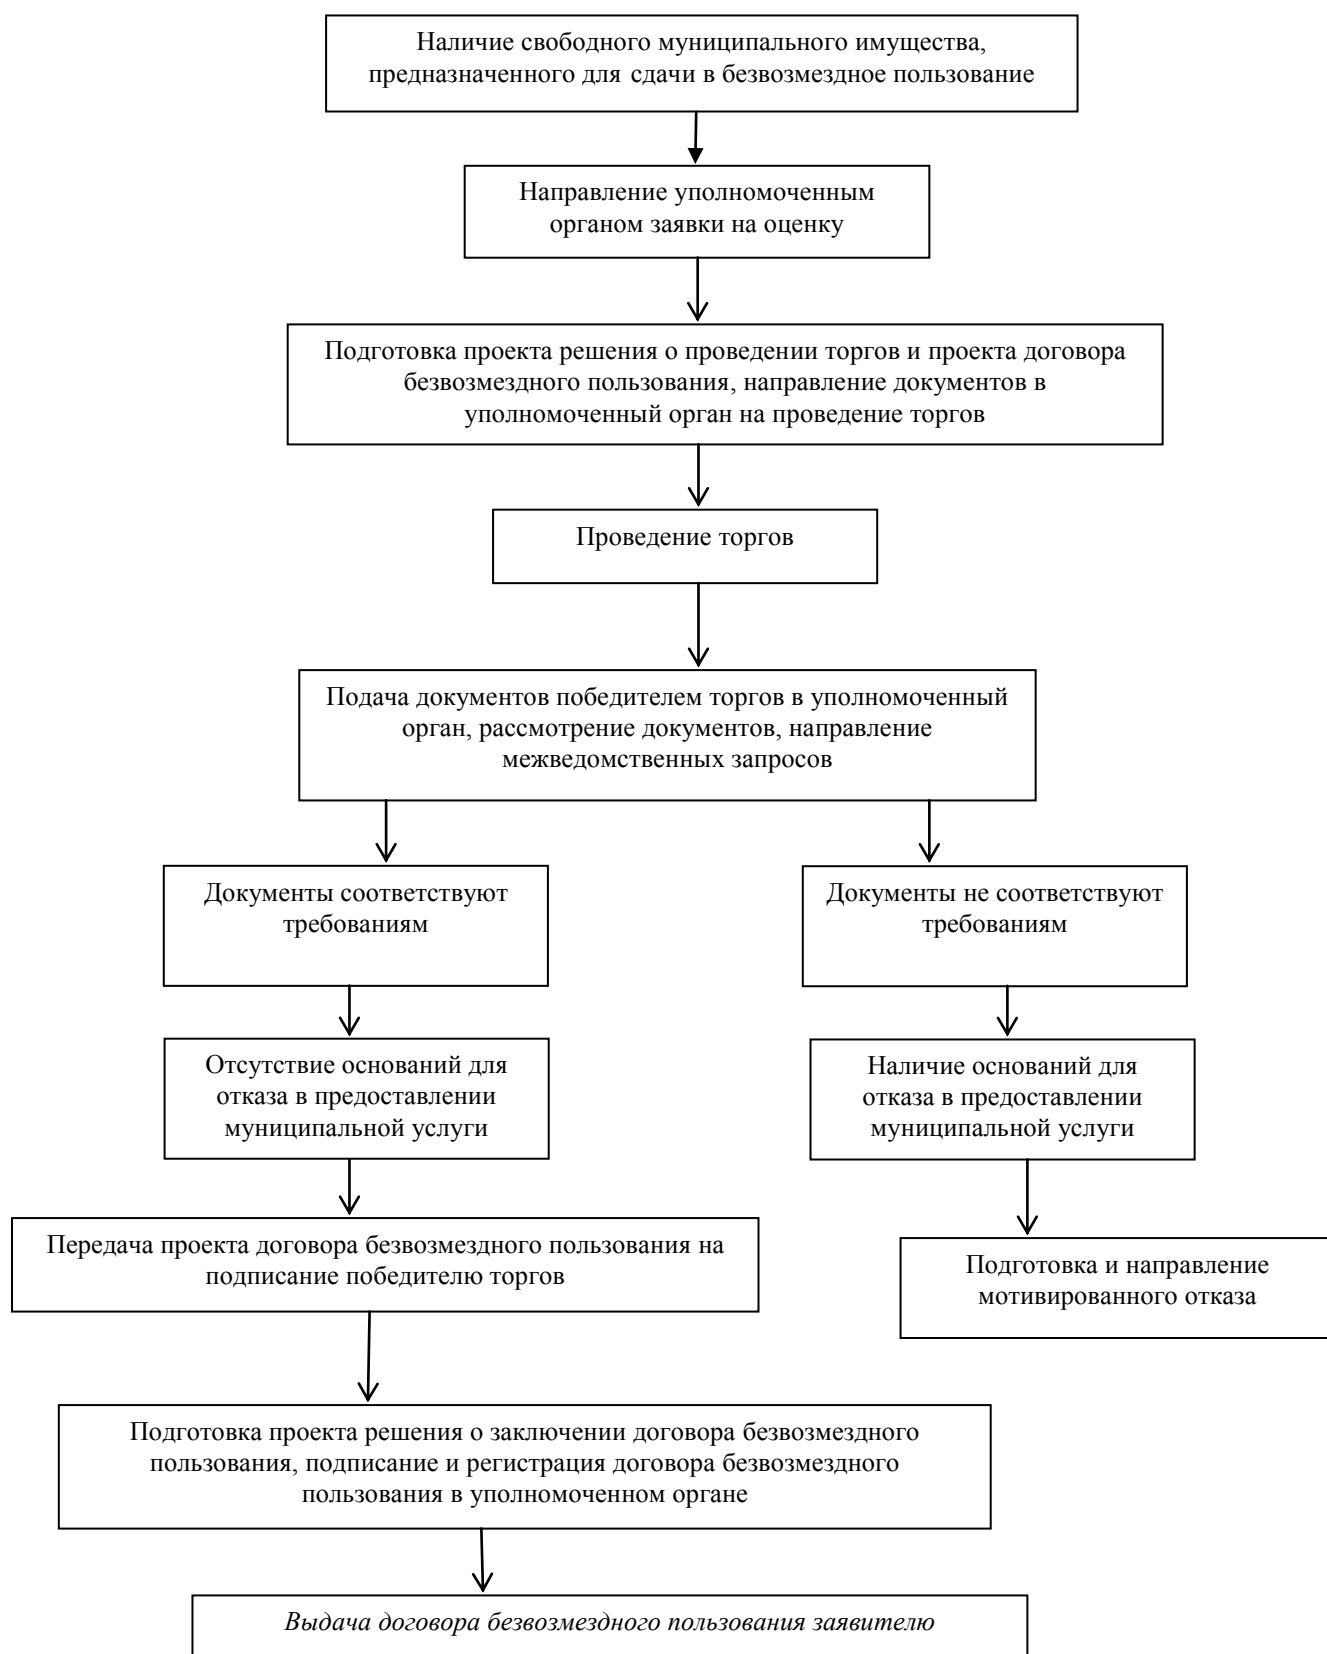 Наличие свободного муниципального имущества,
предназначенного для сдачи в безвозмездное пользование
Направление уполномоченным
органом заявки на оценку
Подготовка проекта решения о проведении торгов и проекта договора
безвозмездного пользования, направление документов в
уполномоченный орган на проведение торгов
Проведение торгов
Подача документов победителем торгов в уполномоченный
орган, рассмотрение документов, направление
межведомственных запросов
Документы соответствуют
требованиям
Документы не соответствуют
требованиям
Отсутствие оснований для
отказа в предоставлении
муниципальной услуги
Наличие оснований для
отказа в предоставлении
муниципальной услуги
Передача проекта договора безвозмездного пользования на
подписание победителю торгов
Подготовка и направление
мотивированного отказа
Подготовка проекта решения о заключении договора безвозмездного
пользования, подписание и регистрация договора безвозмездного
пользования в уполномоченном органе
Выдача договора безвозмездного пользования заявителю